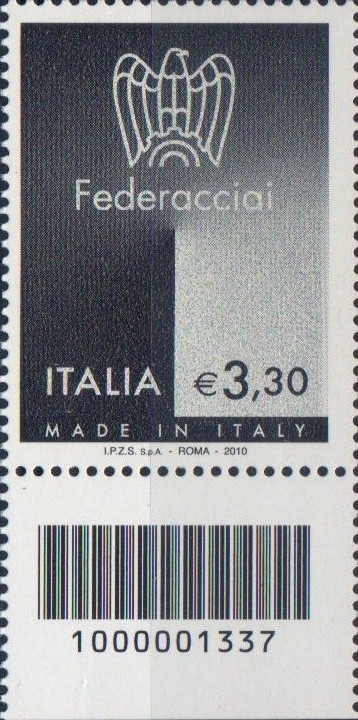 Federacciai
ITALIA €3,30
MADE IN ITALY
I.P.Z.S. S.p.A. - ROMA - 2010
1000001337